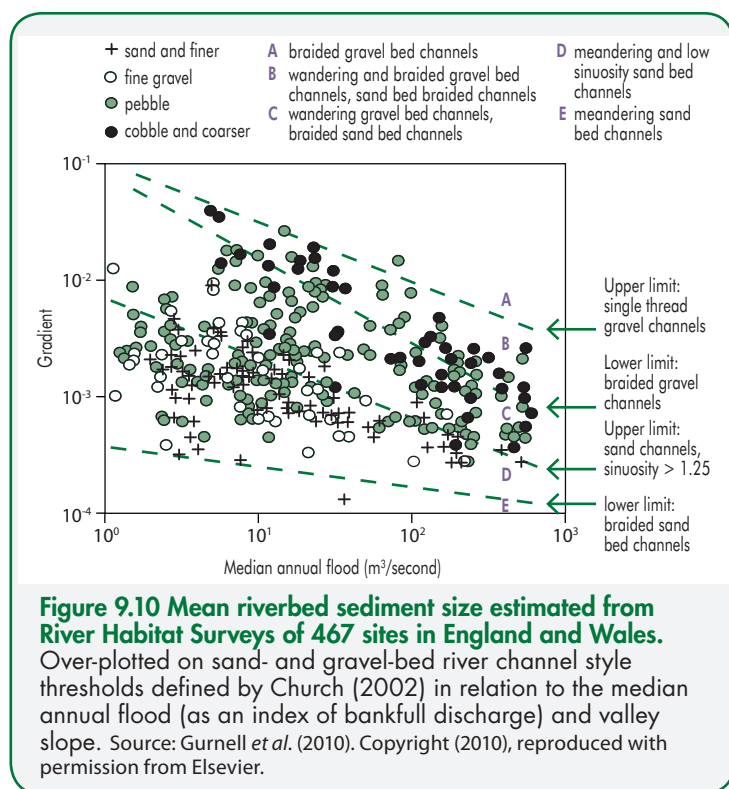 sand and finer
fine gravel
pebble
cobble and coarser
A braided gravel bed channels
B wandering and braided gravel bed
channels, sand bed braided channels
C wandering gravel bed channels,
braided sand bed channels
D meandering and low
sinuosity sand bed
channels
E meandering sand
bed channels
10⁻¹
10⁻²
10⁻³
10⁻⁴
Gradient
A
B
C
D
E
Upper limit:
single thread
gravel channels
Lower limit:
braided gravel
channels
Upper limit:
sand channels,
sinuosity > 1.25
lower limit:
braided sand
bed channels
10⁰
10¹
10²
10³
Median annual flood (m³/second)
Figure 9.10 Mean riverbed sediment size estimated from
River Habitat Surveys of 467 sites in England and Wales.
Over-plotted on sand- and gravel-bed river channel style
thresholds defined by Church (2002) in relation to the median
annual flood (as an index of bankfull discharge) and valley
slope. Source: Gurnell et al. (2010). Copyright (2010), reproduced with
permission from Elsevier.